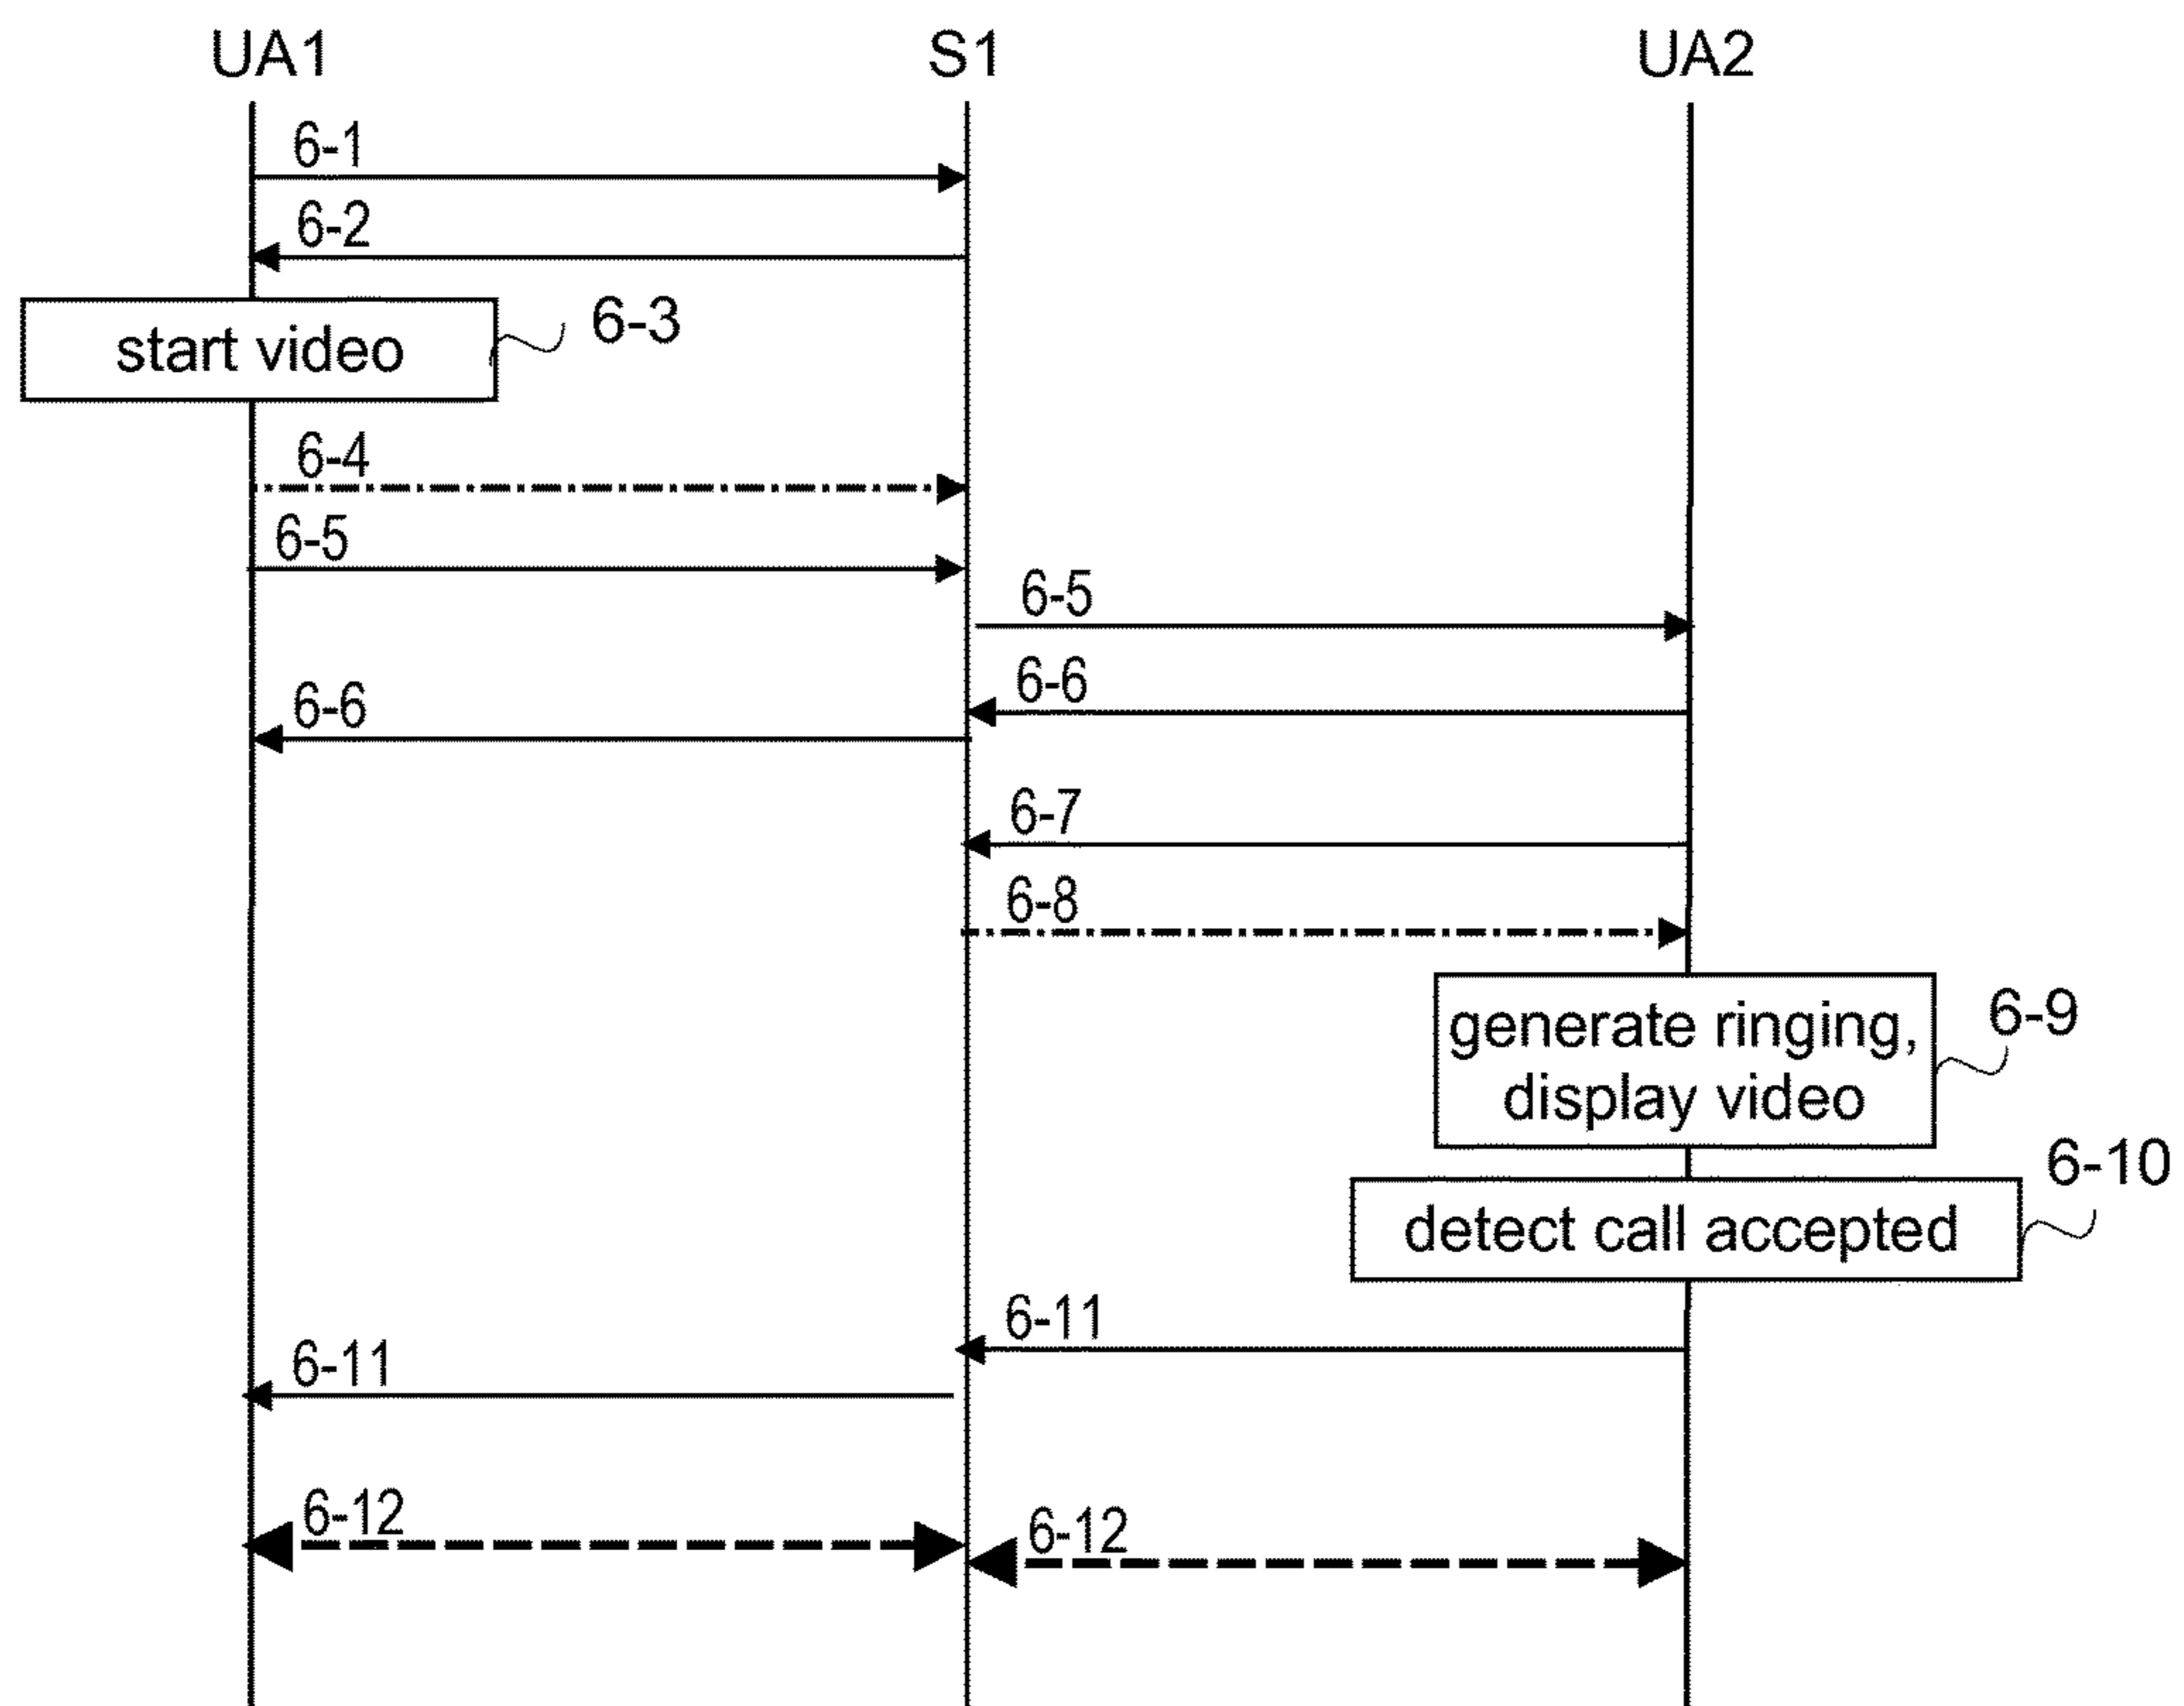 UA1 S1 UA2
6-1
6-2
start video 6-3
6-4
6-5
6-5
6-6
6-6
6-7
6-8
generate ringing, 6-9
display video
6-10
detect call accepted
6-11
6-11
6-12 6-12